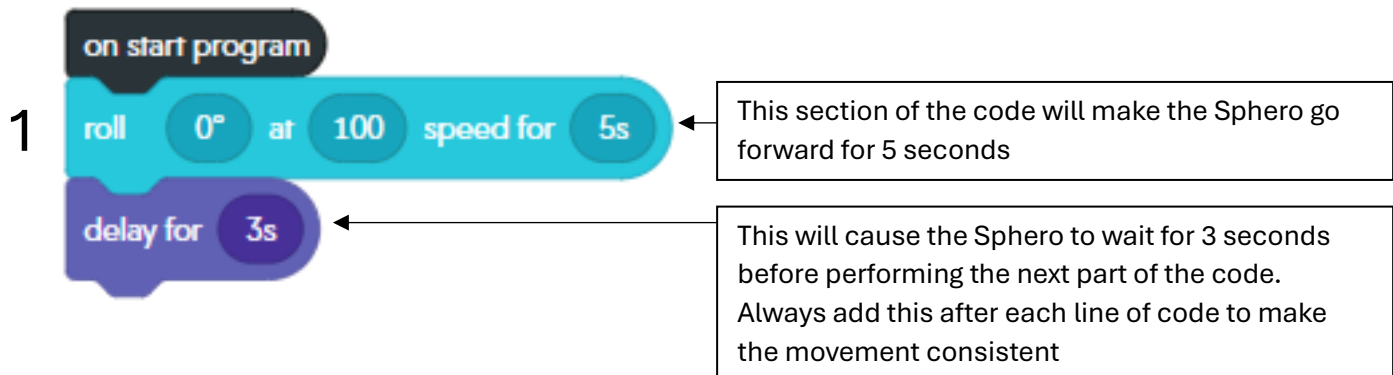 on start program
1
roll 0° at 100 speed for 5s
This section of the code will make the Sphero go
forward for 5 seconds
delay for 3s
This will cause the Sphero to wait for 3 seconds
before performing the next part of the code.
Always add this after each line of code to make
the movement consistent